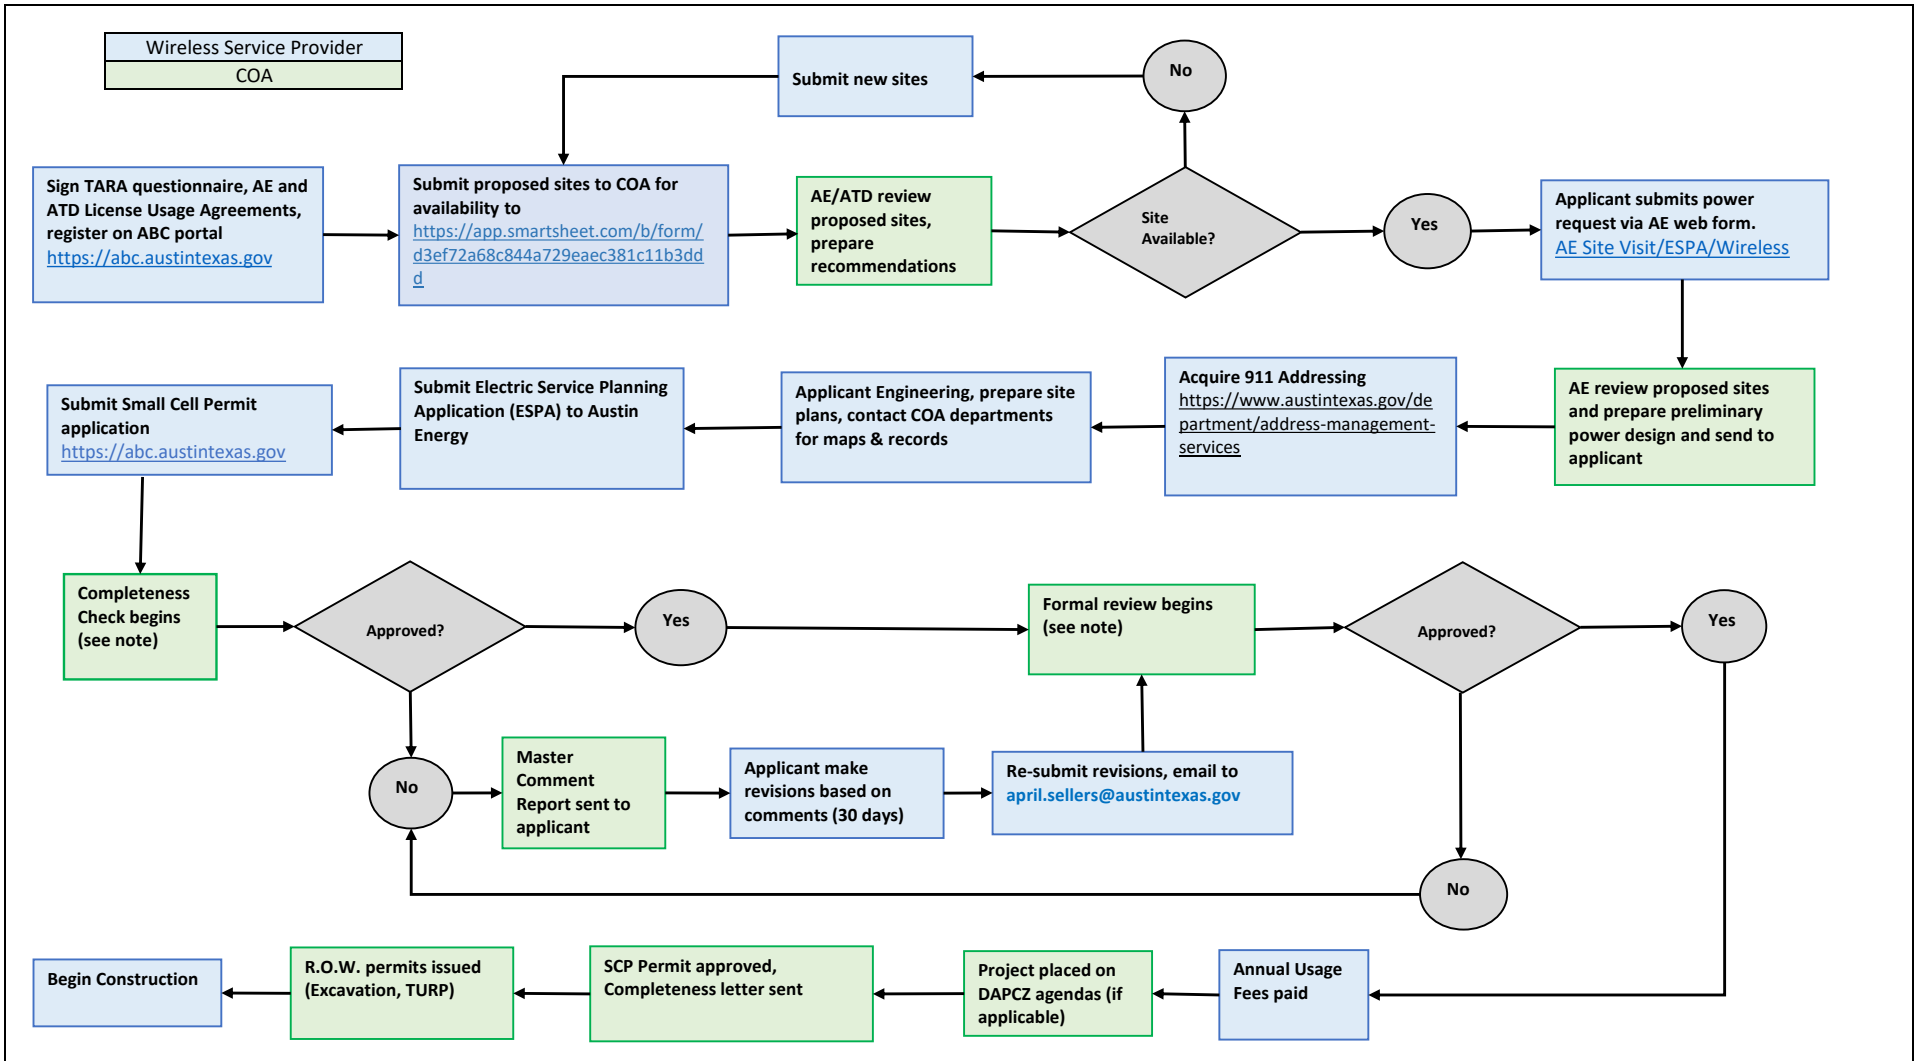 Wireless Service Provider
COA
Submit new sites
No
Sign TARA questionnaire, AE and
ATD License Usage Agreements,
register on ABC portal
https://abc.austintexas.gov
Submit proposed sites to COA for
availability to
https://app.smartsheet.com/b/form/
d3ef72a68c844a729eaec381c11b3dd
d
AE/ATD review
proposed sites,
prepare
recommendations
Site
Available?
Yes
Applicant submits power
request via AE web form.
AE Site Visit/ESPA/Wireless
Submit Small Cell Permit
application
https://abc.austintexas.gov
Submit Electric Service Planning
Application (ESPA) to Austin
Energy
Applicant Engineering, prepare site
plans, contact COA departments
for maps & records
Acquire 911 Addressing
https://www.austintexas.gov/de
partment/address-management-
services
AE review proposed sites
and prepare preliminary
power design and send to
applicant
Completeness
Check begins
(see note)
Approved?
Yes
Formal review begins
(see note)
Approved?
Yes
No
Master
Comment
Report sent to
applicant
Applicant make
revisions based on
comments (30 days)
Re-submit revisions, email to
april.sellers@austintexas.gov
No
Begin Construction
R.O.W. permits issued
(Excavation, TURP)
SCP Permit approved,
Completeness letter sent
Project placed on
DAPCZ agendas (if
applicable)
Annual Usage
Fees paid